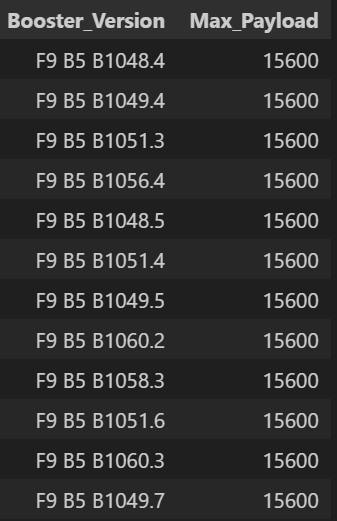 Booster_Version Max_Payload
F9 B5 B1048.4 15600
F9 B5 B1049.4 15600
F9 B5 B1051.3 15600
F9 B5 B1056.4 15600
F9 B5 B1048.5 15600
F9 B5 B1051.4 15600
F9 B5 B1049.5 15600
F9 B5 B1060.2 15600
F9 B5 B1058.3 15600
F9 B5 B1051.6 15600
F9 B5 B1060.3 15600
F9 B5 B1049.7 15600